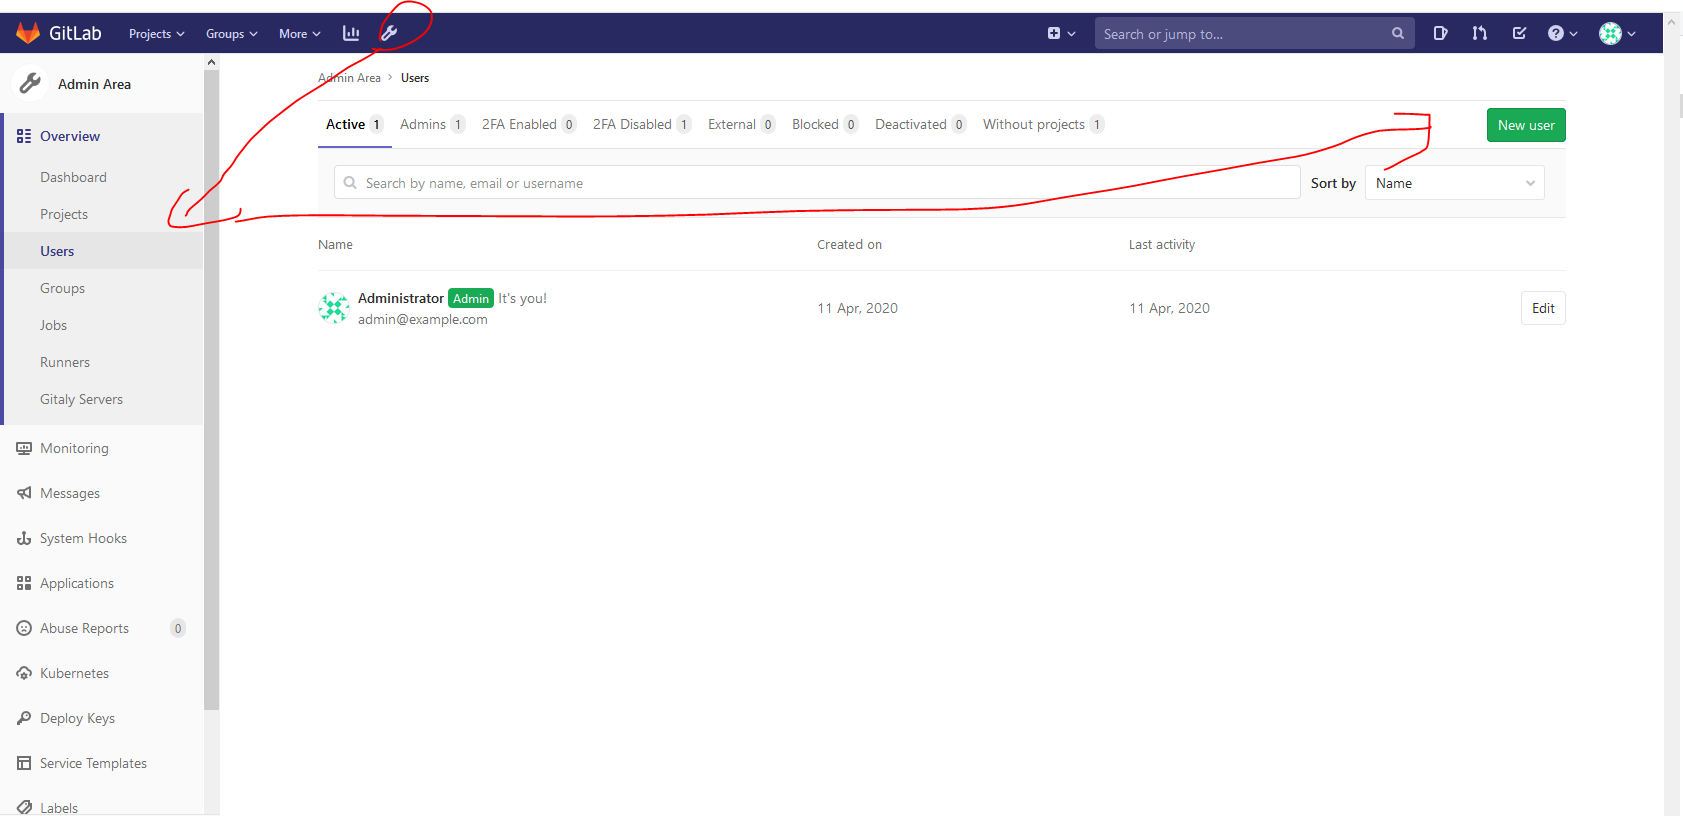 GitLab Projects Groups More Search or jump to...
Admin Area
Overview
Dashboard
Projects
Users
Groups
Jobs
Runners
Gitaly Servers
Monitoring
Messages
System Hooks
Applications
Abuse Reports 0
Kubernetes
Deploy Keys
Service Templates
Labels
Admin Area › Users
Active 1 Admins 1 2FA Enabled 0 2FA Disabled 1 External 0 Blocked 0 Deactivated 0 Without projects 1 New user
Search by name, email or username Sort by Name
Name Created on Last activity
Administrator Admin It's you!
admin@example.com
11 Apr, 2020 11 Apr, 2020 Edit